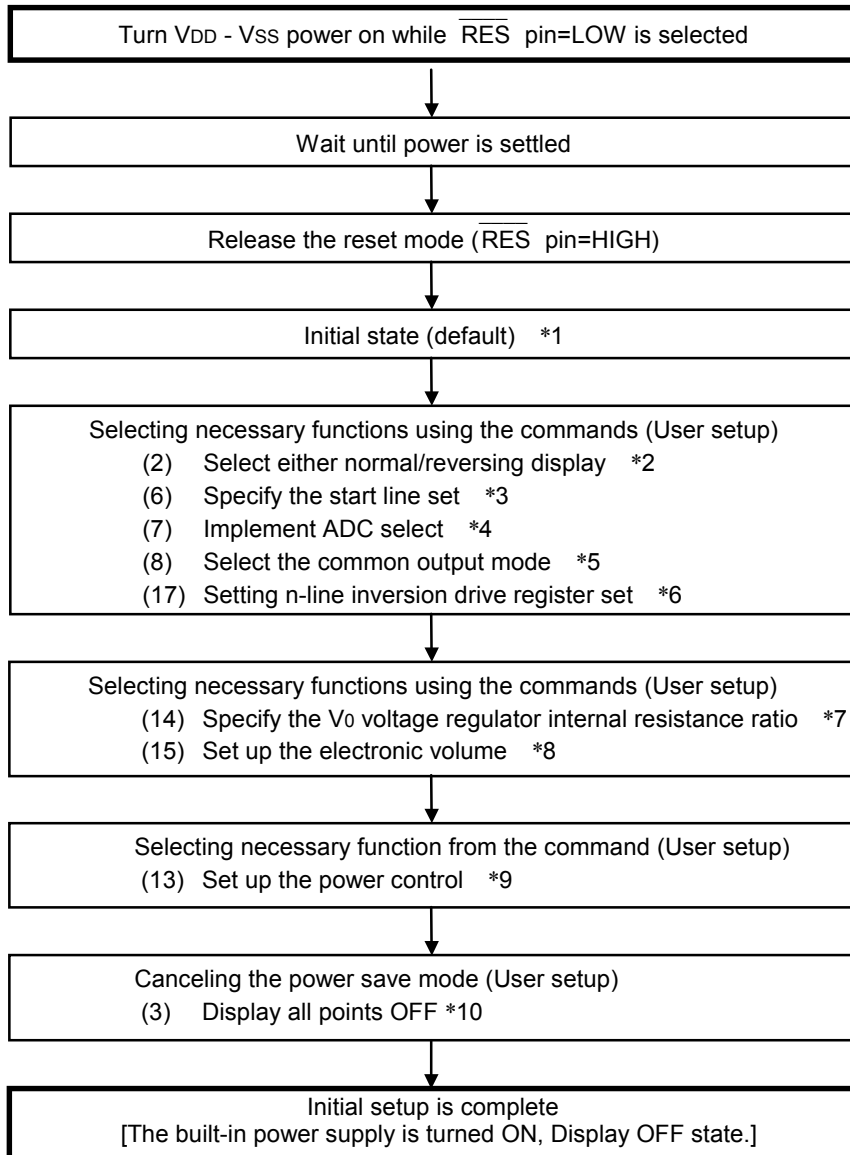 Turn VDD - VSS power on while RES pin=LOW is selected
Wait until power is settled
Release the reset mode (RES pin=HIGH)
Initial state (default) *1
Selecting necessary functions using the commands (User setup)
(2) Select either normal/reversing display *2
(6) Specify the start line set *3
(7) Implement ADC select *4
(8) Select the common output mode *5
(17) Setting n-line inversion drive register set *6
Selecting necessary functions using the commands (User setup)
(14) Specify the V0 voltage regulator internal resistance ratio *7
(15) Set up the electronic volume *8
Selecting necessary function from the command (User setup)
(13) Set up the power control *9
Canceling the power save mode (User setup)
(3) Display all points OFF *10
Initial setup is complete
[The built-in power supply is turned ON, Display OFF state.]